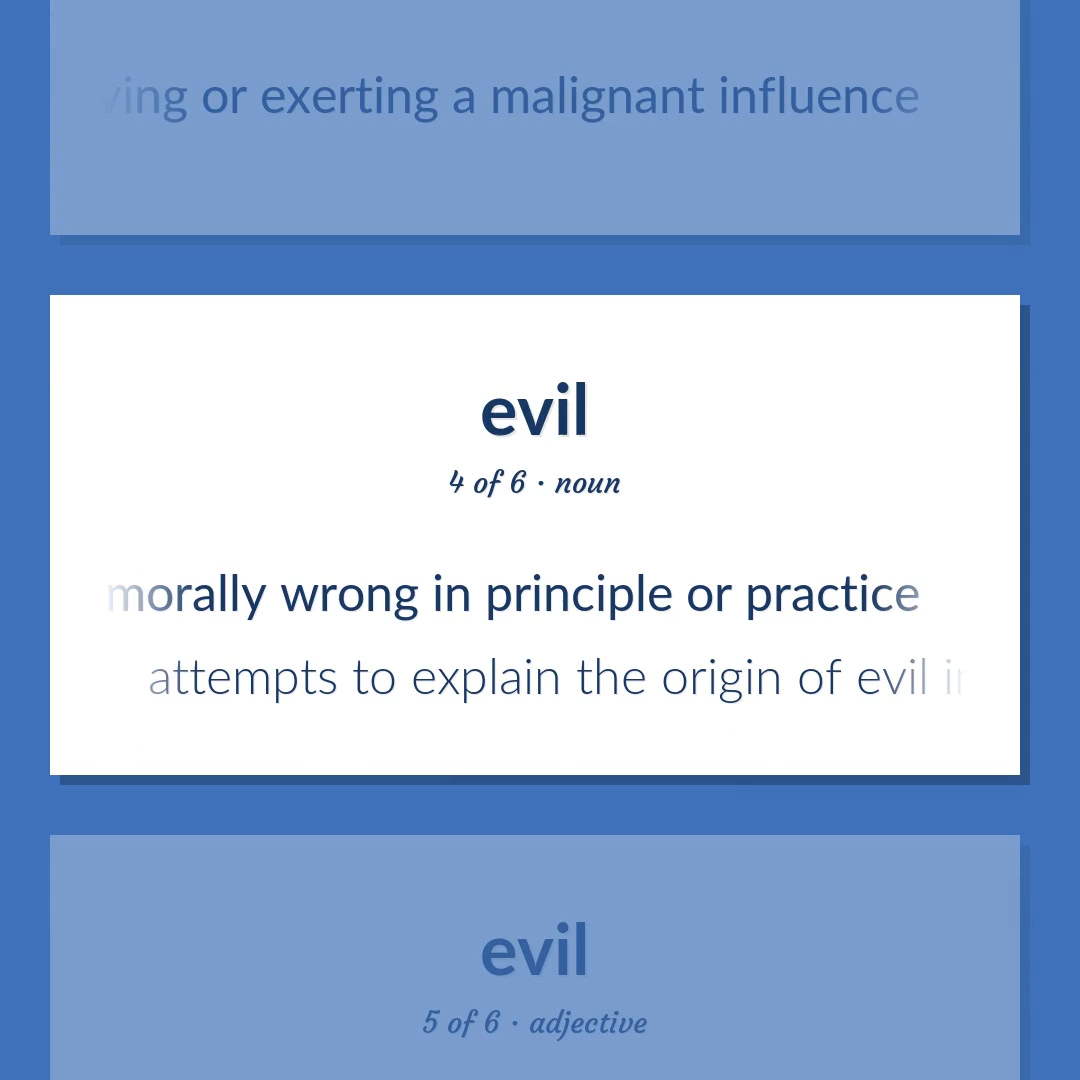 or exerting a malignant influence
evil
4 of 6 · noun
morally wrong in principle or practice
attempts to explain the origin of evil
evil
5 of 6 · adjective